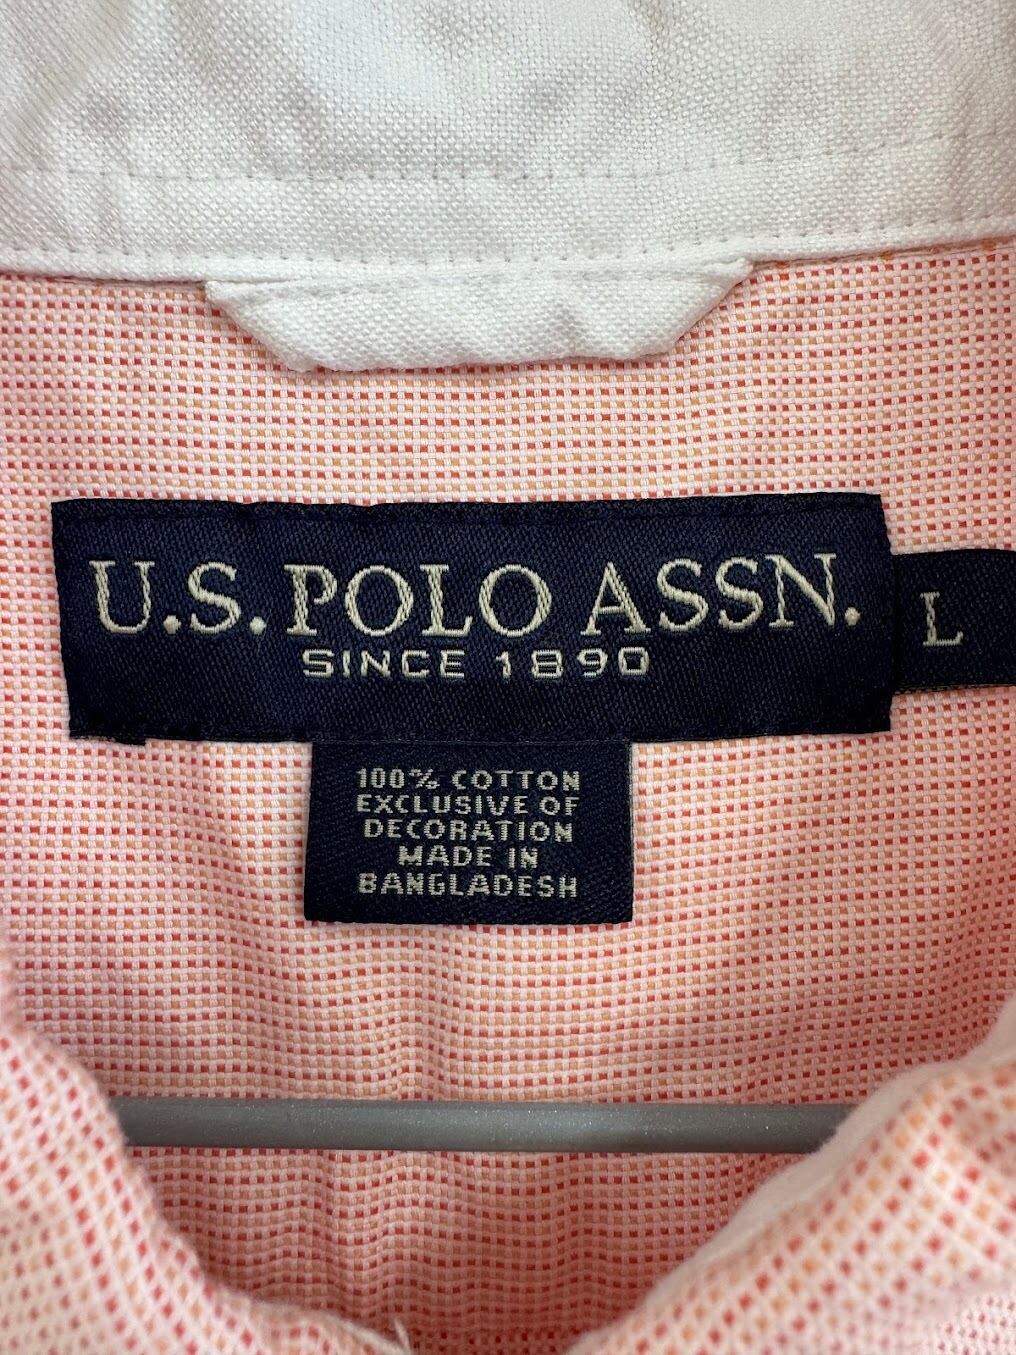 U.S. POLO ASSN.
SINCE 1890
L
100% COTTON
EXCLUSIVE OF
DECORATION
MADE IN
BANGLADESH